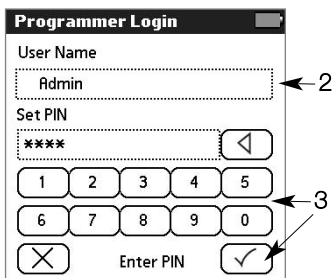 Programmer Login
User Name
Admin
2
Set PIN
****
1 2 3 4 5
3
6 7 8 9 0
Enter PIN